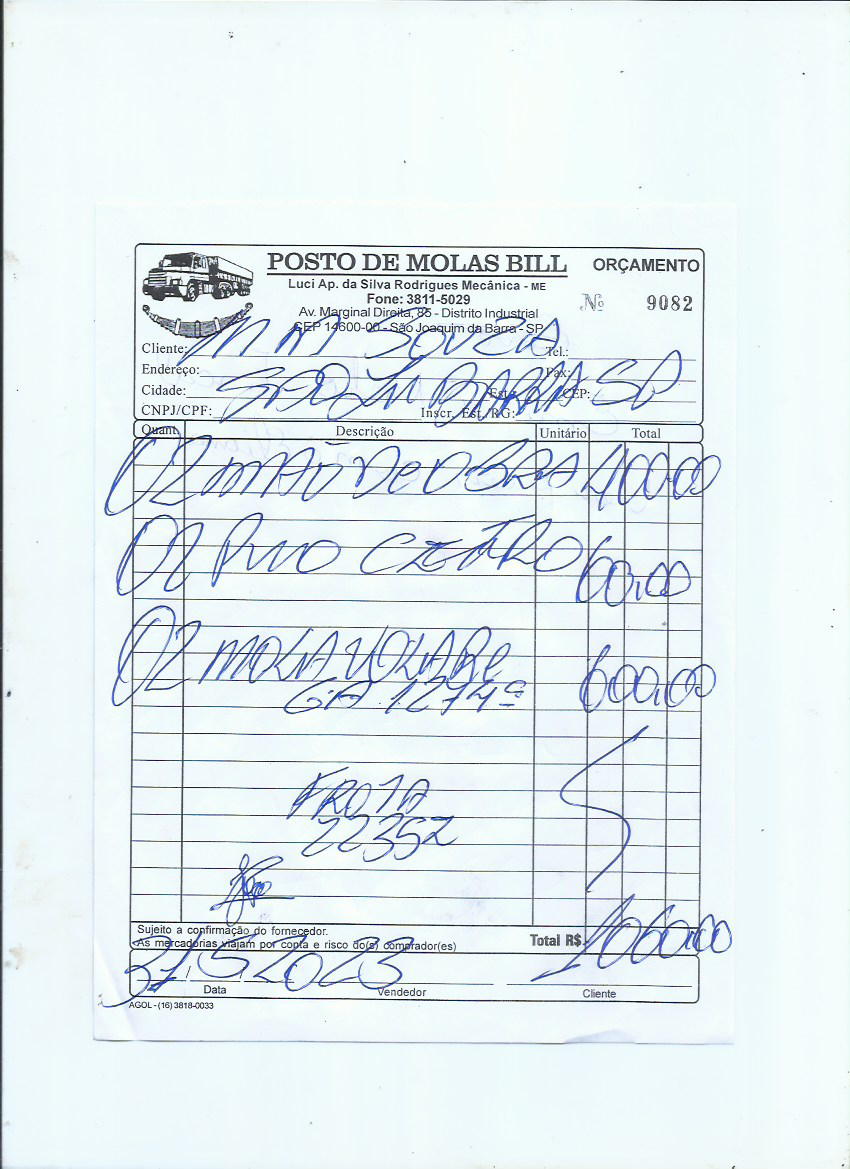 POSTO DE MOLAS BILL
ORÇAMENTO
Luci Ap. da Silva Rodrigues Mecânica - ME
Fone: 3811-5029
Nº 9082
Av. Marginal Direita, 85 - Distrito Industrial
CEP 14600-00 - São Joaquim da Barra - SP
Cliente: SOUZA Tel.:
Endereço: Fax:
Cidade: BARRA SP Est.: CEP:
CNPJ/CPF: Inscr. Est./RG:
Quant. Descrição Unitário Total
02 MÃO De OBRA 400,00
02 PINO CENTRO 60,00
02 MOLA VOLARe 600,00
1274ª
FROTA
22352
Sujeito a confirmação do fornecedor.
As mercadorias viajam por conta e risco do(s) comprador(es)
Total R$ 1060,00
31/5/2023
Data Vendedor Cliente
AGOL - (16) 3818-0033